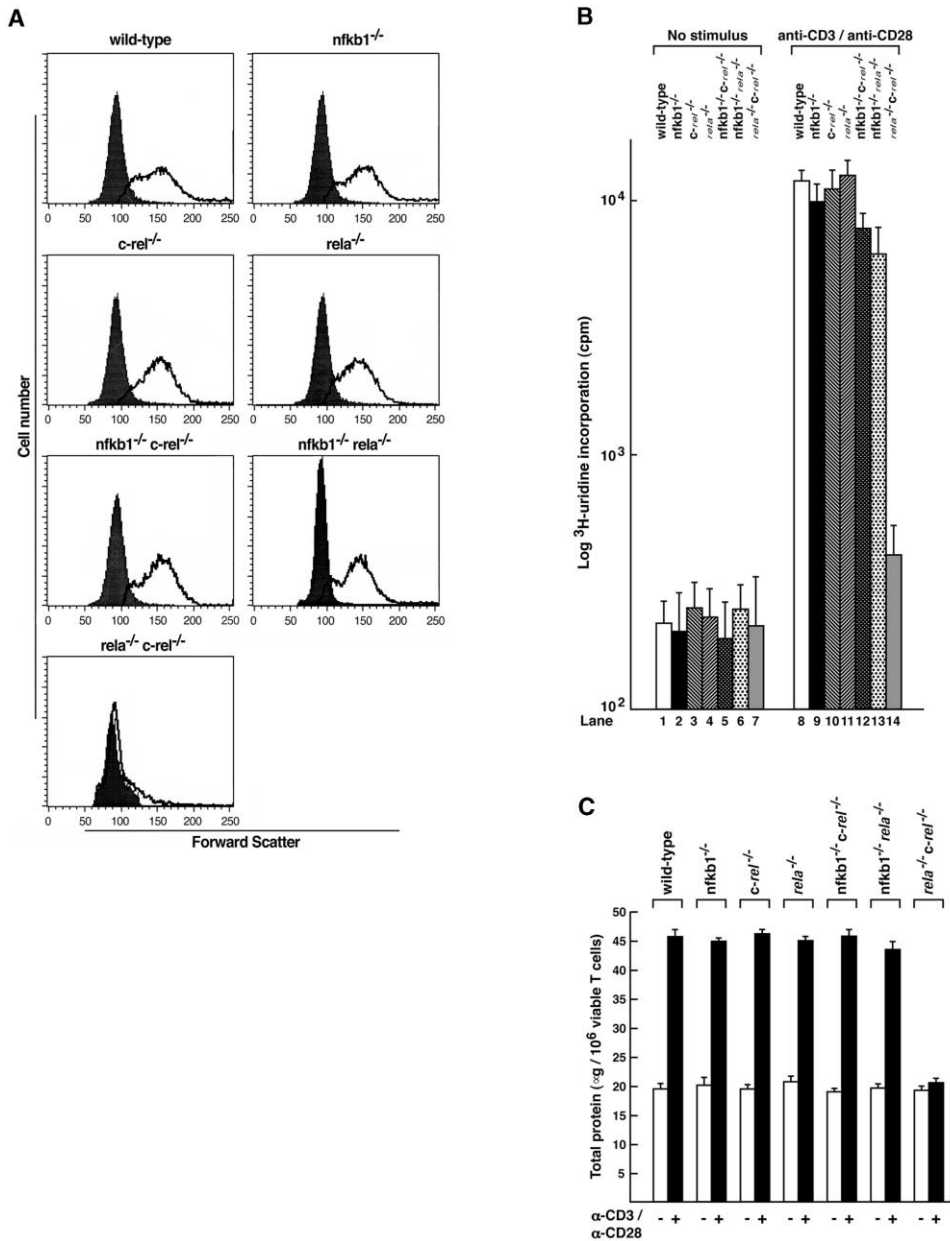 A
wild-type
nfkb1-/-
0 50 100 150 200 250
0 50 100 150 200 250
c-rel-/-
rela-/-
0 50 100 150 200 250
0 50 100 150 200 250
nfkb1-/- c-rel-/-
nfkb1-/- rela-/-
0 50 100 150 200 250
0 50 100 150 200 250
rela-/- c-rel-/-
0 50 100 150 200 250
Cell number
Forward Scatter
B
No stimulus
anti-CD3 / anti-CD28
wild-type
nfkb1-/-
c-rel-/-
rela-/-
nfkb1-/- c-rel-/-
nfkb1-/- rela-/-
rela-/- c-rel-/-
wild-type
nfkb1-/-
c-rel-/-
rela-/-
nfkb1-/- c-rel-/-
nfkb1-/- rela-/-
rela-/- c-rel-/-
Log 3H-uridine incorporation (cpm)
10^4
10^3
10^2
Lane 1 2 3 4 5 6 7 8 9 10 11 12 13 14
C
wild-type
nfkb1-/-
c-rel-/-
rela-/-
nfkb1-/- c-rel-/-
nfkb1-/- rela-/-
rela-/- c-rel-/-
Total protein (αg / 10^6 viable T cells)
50
45
40
35
30
25
20
15
10
5
α-CD3 / α-CD28
- + - + - + - + - + - + - +